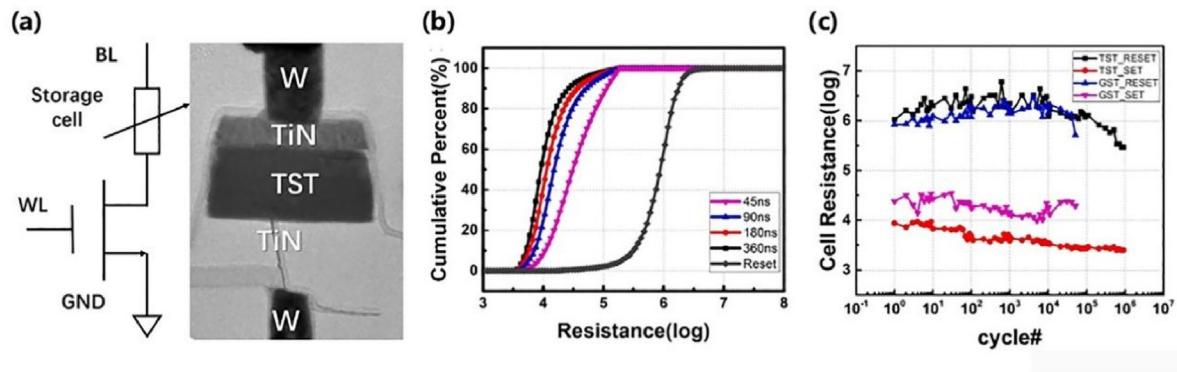 (a)
BL
Storage
cell
WL
GND
W
TiN
TST
TiN
W
(b)
Cumulative Percent(%)
100
80
60
40
20
0
45ns
90ns
180ns
360ns
Reset
3 4 5 6 7 8
Resistance(log)
(c)
Cell Resistance(log)
7
6
5
4
3
TST_RESET
TST_SET
GST_RESET
GST_SET
10-1 100 101 102 103 104 105 106 107
cycle#